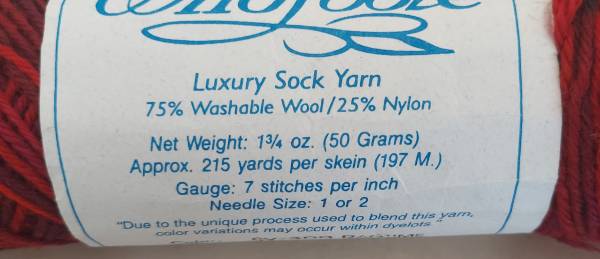 Luxury Sock Yarn
75% Washable Wool/25% Nylon
Net Weight: 1¾ oz. (50 Grams)
Approx. 215 yards per skein (197 M.)
Gauge: 7 stitches per inch
Needle Size: 1 or 2
"Due to the unique process used to blend this yarn,
color variations may occur within dyelots."